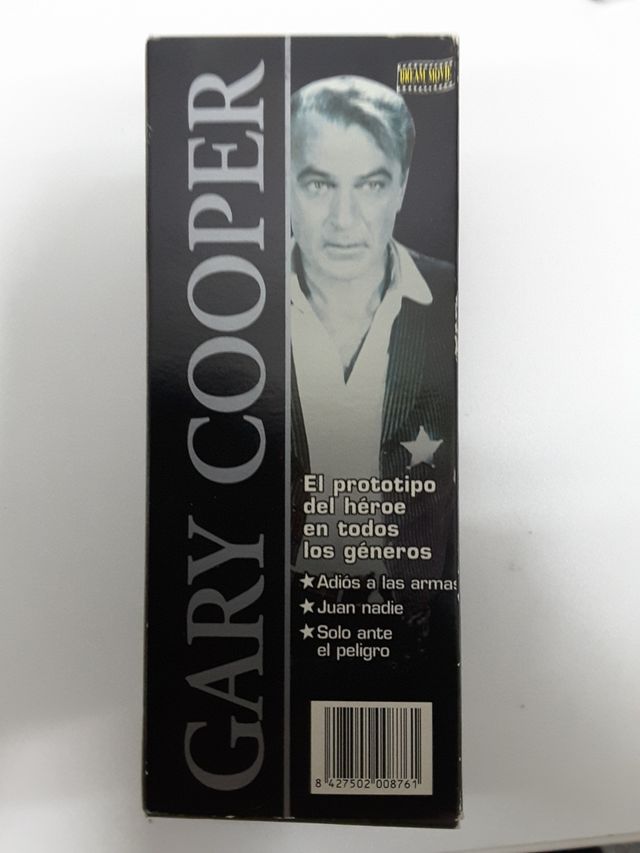 GARY COOPER
DREAM MOVIE
El prototipo
del héroe
en todos
los géneros
Adiós a las armas
Juan nadie
Solo ante
el peligro
8 427502 008761